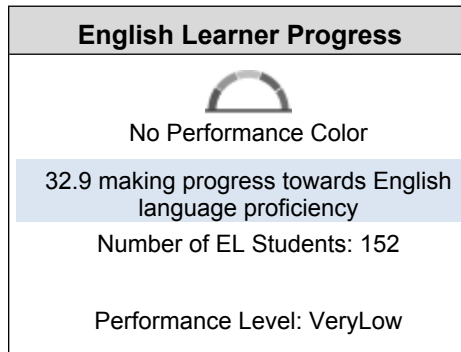 English Learner Progress
No Performance Color
32.9 making progress towards English
language proficiency
Number of EL Students: 152
Performance Level: VeryLow